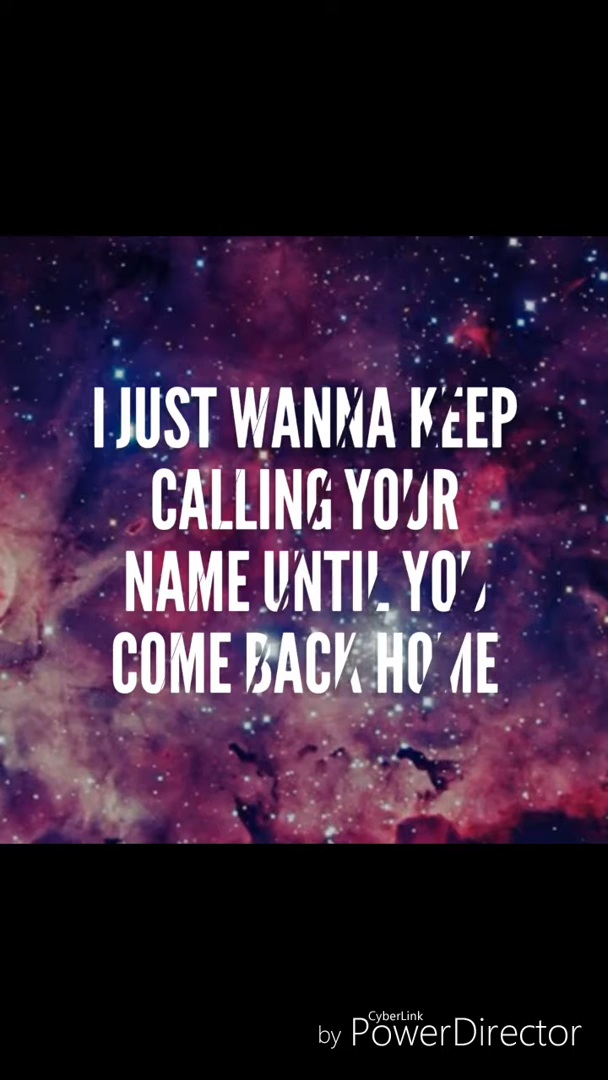 I JUST WANNA KEEP
CALLING YOUR
NAME UNTIL YOU
COME BACK HOME
CyberLink
by PowerDirector